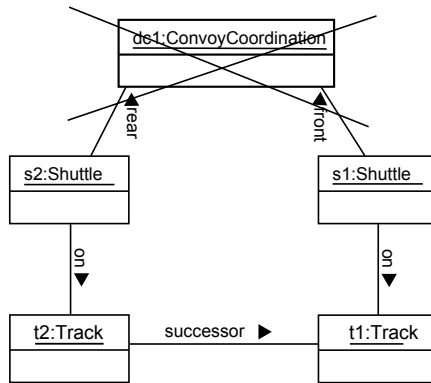 dc1:ConvoyCoordination
rear
front
s2:Shuttle
s1:Shuttle
on
on
t2:Track
successor
t1:Track